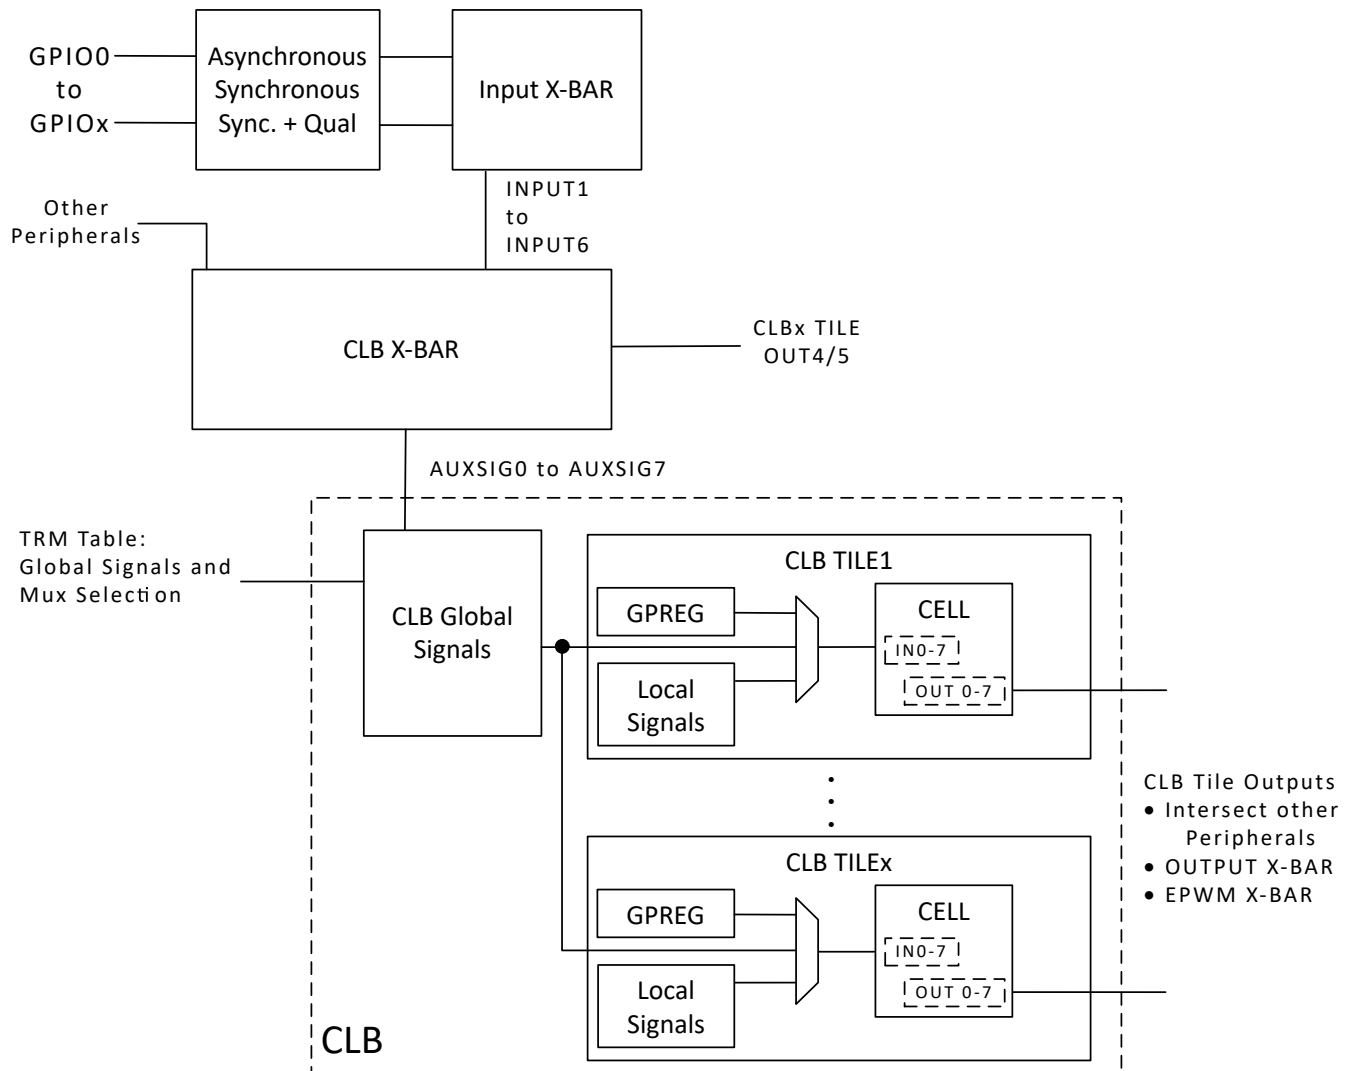 GPIO0
to
GPIOx
Asynchronous
Synchronous
Sync. + Qual
Input X-BAR
Other
Peripherals
INPUT1
to
INPUT6
CLB X-BAR
CLBx TILE
OUT4/5
AUXSIG0 to AUXSIG7
TRM Table:
Global Signals and
Mux Selection
CLB Global
Signals
CLB TILE1
GPREG
Local
Signals
CELL
IN0-7
OUT 0-7
CLB TILEx
GPREG
Local
Signals
CELL
IN0-7
OUT 0-7
CLB Tile Outputs
• Intersect other
Peripherals
• OUTPUT X-BAR
• EPWM X-BAR
CLB